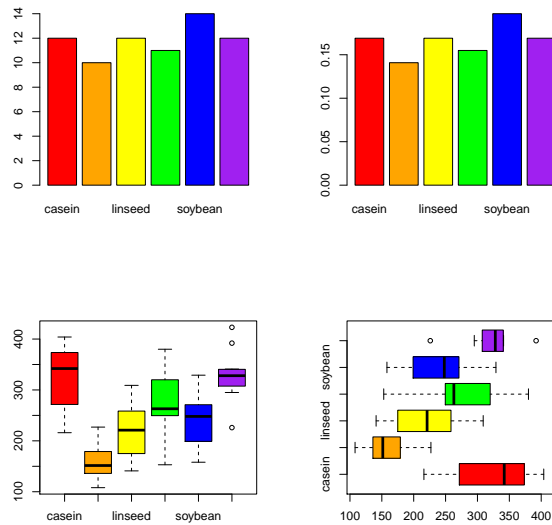 14
12
10
8
6
4
2
0
casein linseed soybean
0.15
0.10
0.05
0.00
casein linseed soybean
400
300
200
100
casein linseed soybean
soybean
linseed
casein
100 150 200 250 300 350 400